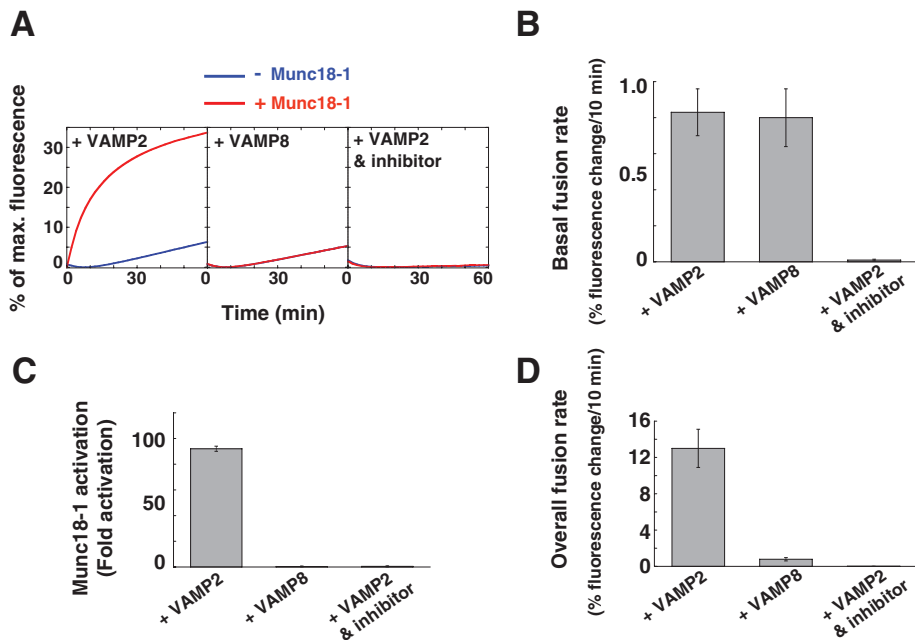 A
- Munc18-1
+ Munc18-1
% of max. fluorescence
30
20
10
0
+ VAMP2
+ VAMP8
+ VAMP2
& inhibitor
0 30 0 30 0 30 60
Time (min)
B
Basal fusion rate
(% fluorescence change/10 min)
1.0
0.6
0
+ VAMP2
+ VAMP8
+ VAMP2
& inhibitor
C
Munc18-1 activation
(Fold activation)
100
50
0
+ VAMP2
+ VAMP8
+ VAMP2
& inhibitor
D
Overall fusion rate
(% fluorescence change/10 min)
16
12
8
4
0
+ VAMP2
+ VAMP8
+ VAMP2
& inhibitor